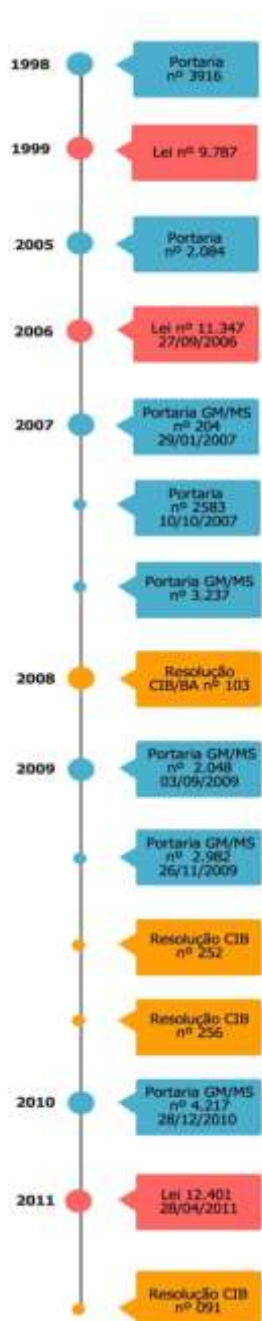 1998
Portaria
nº 3916
1999
Lei nº 9.787
2005
Portaria
nº 2.084
2006
Lei nº 11.347
27/09/2006
2007
Portaria GM/MS
nº 204
29/01/2007
Portaria
nº 2583
10/10/2007
Portaria GM/MS
nº 3.237
2008
Resolução
CIB/BA nº 103
2009
Portaria GM/MS
nº 2.048
03/09/2009
Portaria GM/MS
nº 2.982
26/11/2009
Resolução CIB
nº 252
Resolução CIB
nº 256
2010
Portaria GM/MS
nº 4.217
28/12/2010
2011
Lei 12.401
28/04/2011
Resolução CIB
nº 091